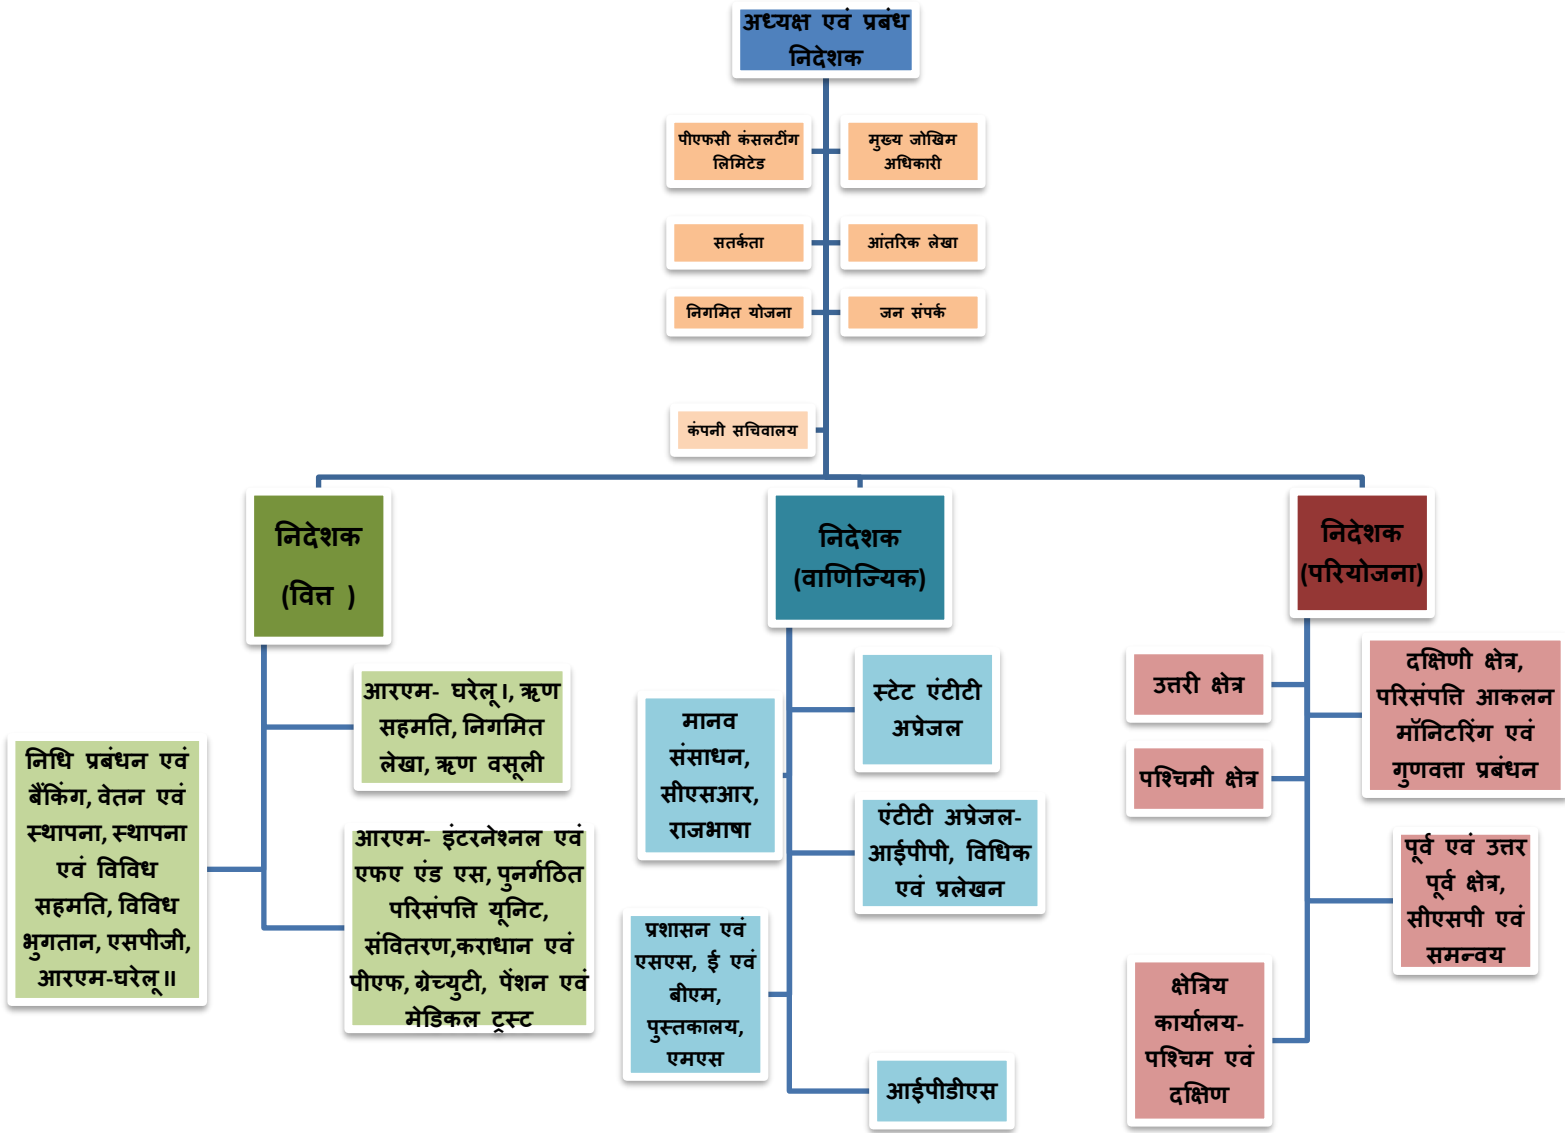 अध्यक्ष एवं प्रबंध
निदेशक
पीएफसी कंसलटींग
लिमिटेड
मुख्य जोखिम
अधिकारी
सतर्कता
आंतरिक लेखा
निगमित योजना
जन संपर्क
कंपनी सचिवालय
निदेशक
(वित्त )
निदेशक
(वाणिज्यिक)
निदेशक
(परियोजना)
आरएम- घरेलू।, ऋण
सहमति, निगमित
लेखा, ऋण वसूली
निधि प्रबंधन एवं
बैंकिंग, वेतन एवं
स्थापना, स्थापना
एवं विविध
सहमति, विविध
भुगतान, एसपीजी,
आरएम-घरेलू॥
आरएम- इंटरनेश्नल एवं
एफए एंड एस, पुनर्गठित
परिसंपत्ति यूनिट,
संवितरण,कराधान एवं
पीएफ, ग्रेच्युटी, पेंशन एवं
मेडिकल ट्रस्ट
मानव
संसाधन,
सीएसआर,
राजभाषा
स्टेट एंटीटी
अप्रेजल
एंटीटी अप्रेजल-
आईपीपी, विधिक
एवं प्रलेखन
प्रशासन एवं
एसएस, ई एवं
बीएम,
पुस्तकालय,
एमएस
आईपीडीएस
उत्तरी क्षेत्र
दक्षिणी क्षेत्र,
परिसंपत्ति आकलन
मॉनिटरिंग एवं
गुणवत्ता प्रबंधन
पश्चिमी क्षेत्र
पूर्व एवं उत्तर
पूर्व क्षेत्र,
सीएसपी एवं
समन्वय
क्षेत्रिय
कार्यालय-
पश्चिम एवं
दक्षिण